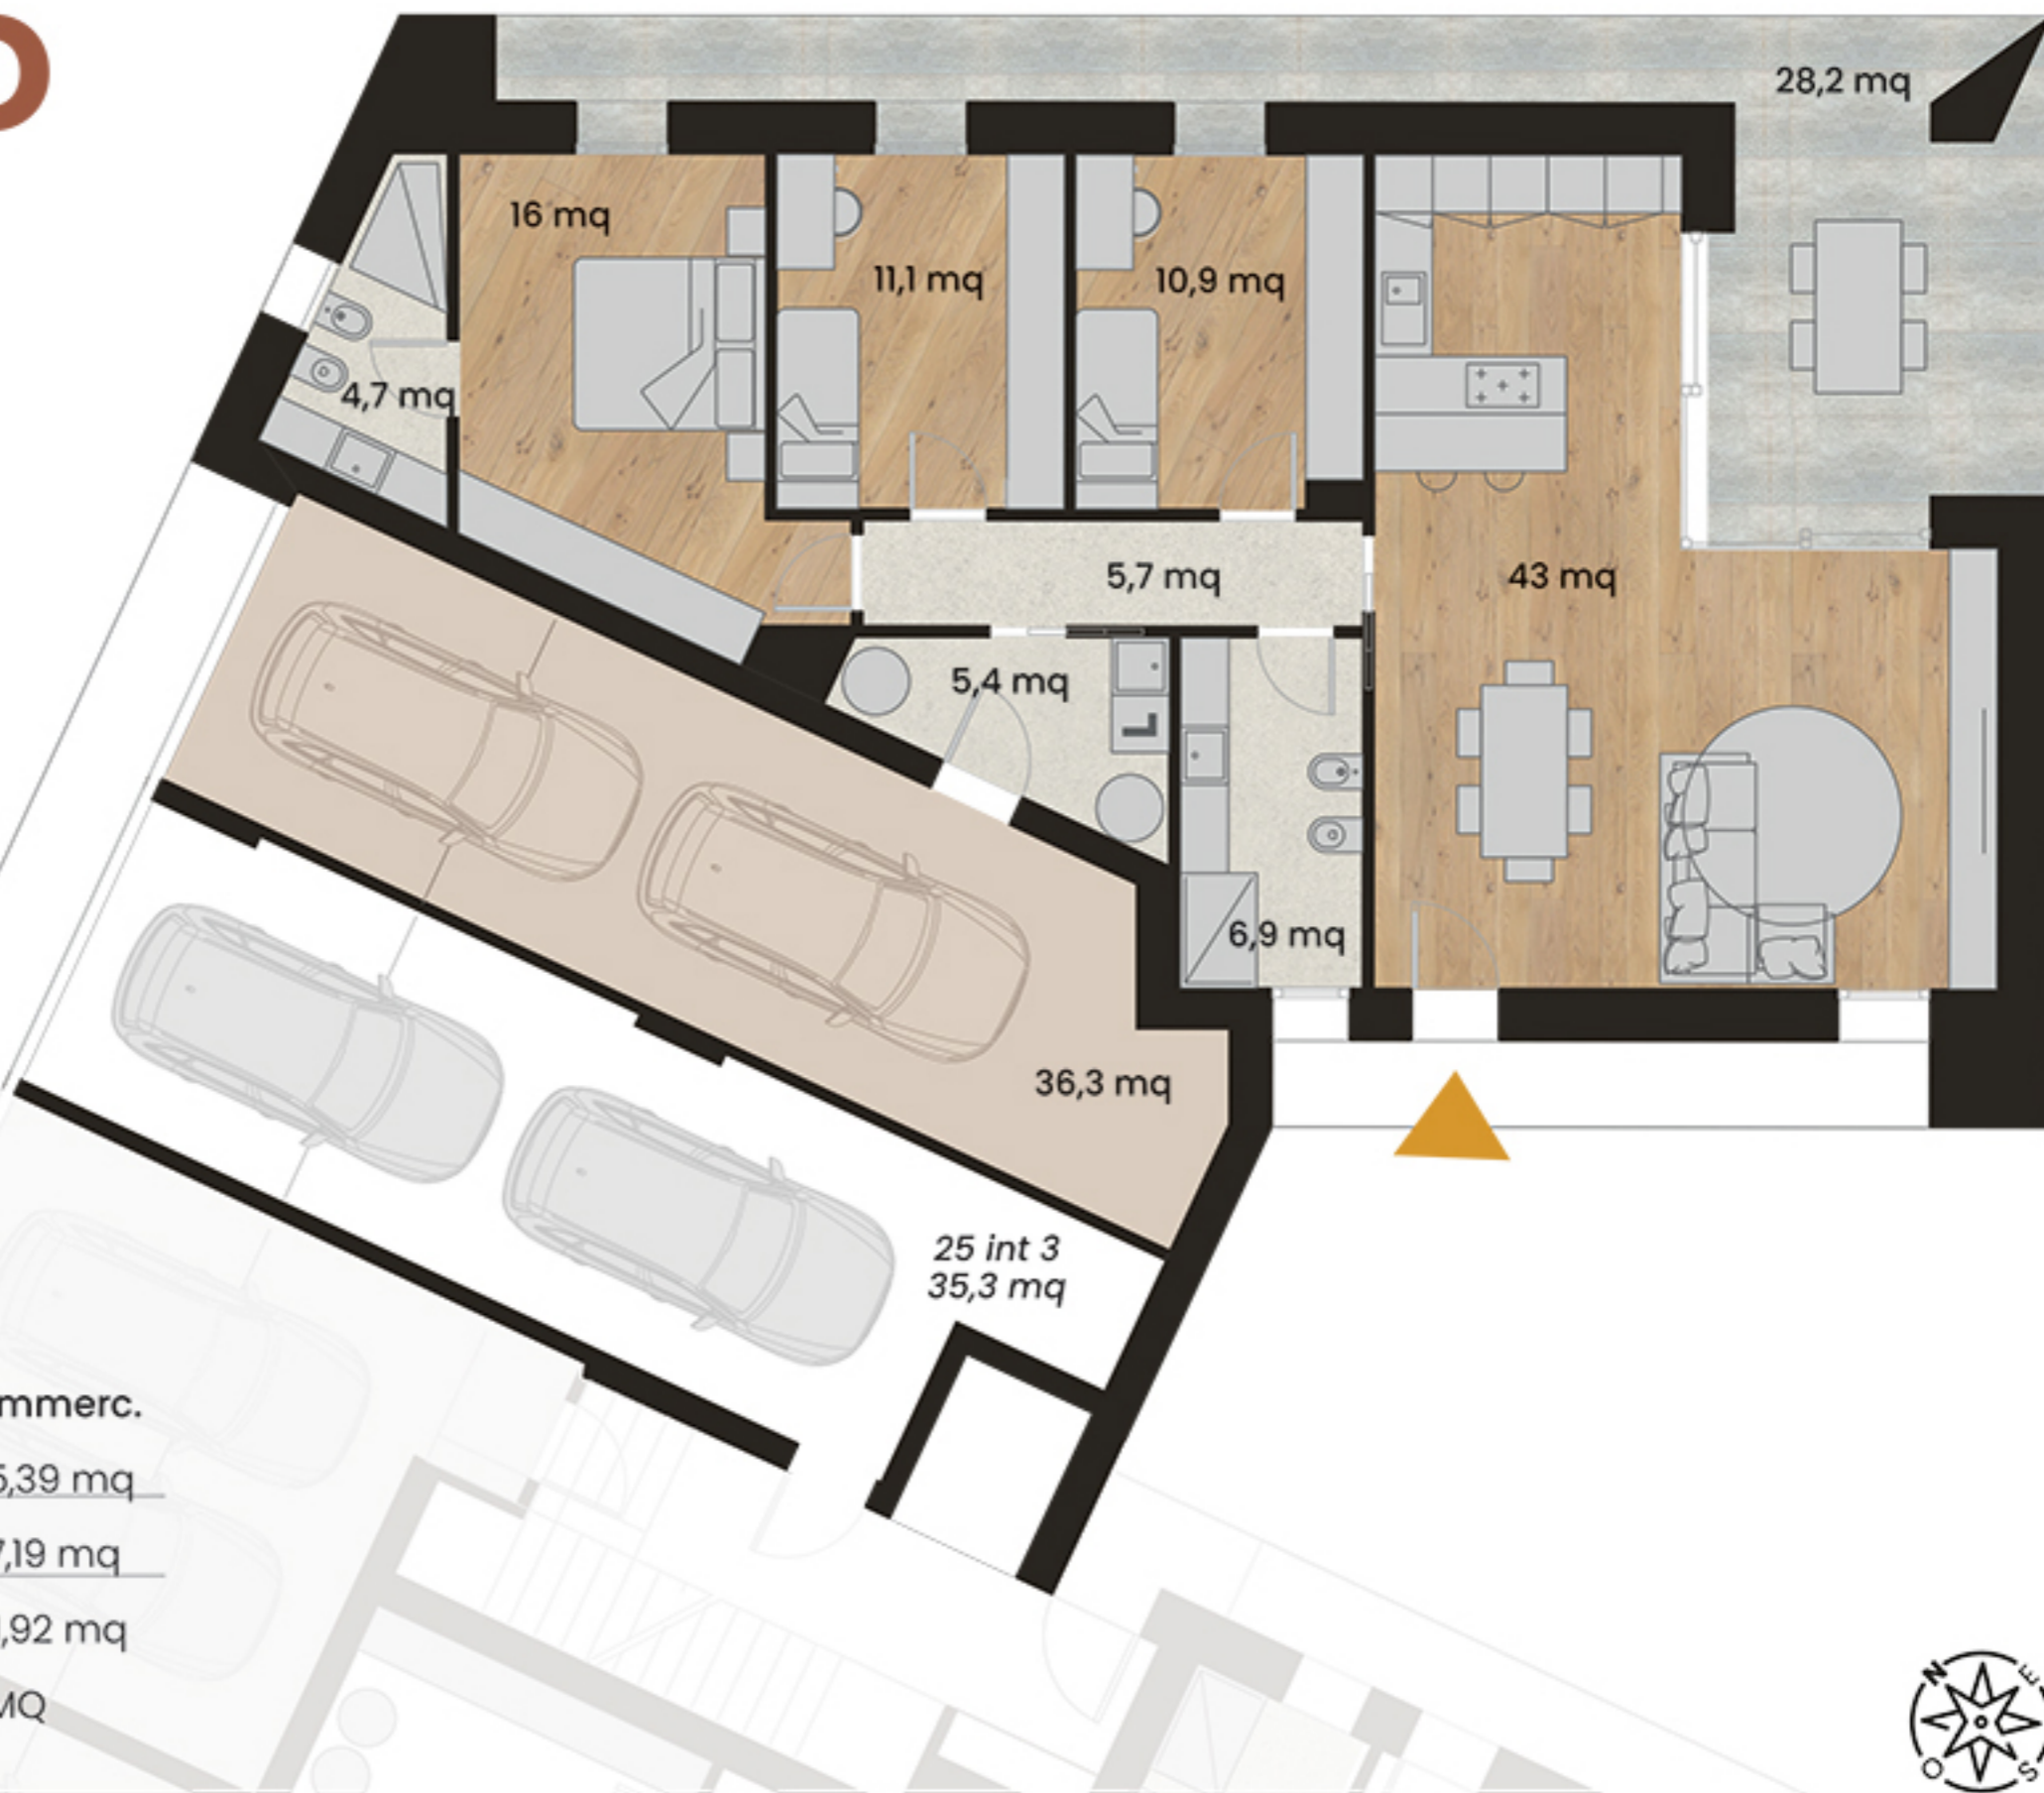 28,2 mq
16 mq
11,1 mq
10,9 mq
4,7 mq
5,7 mq
43 mq
5,4 mq
L
6,9 mq
36,3 mq
25 int 3
35,3 mq
mmerc.
5,39 mq
7,19 mq
,92 mq
MQ
N
E
O
S